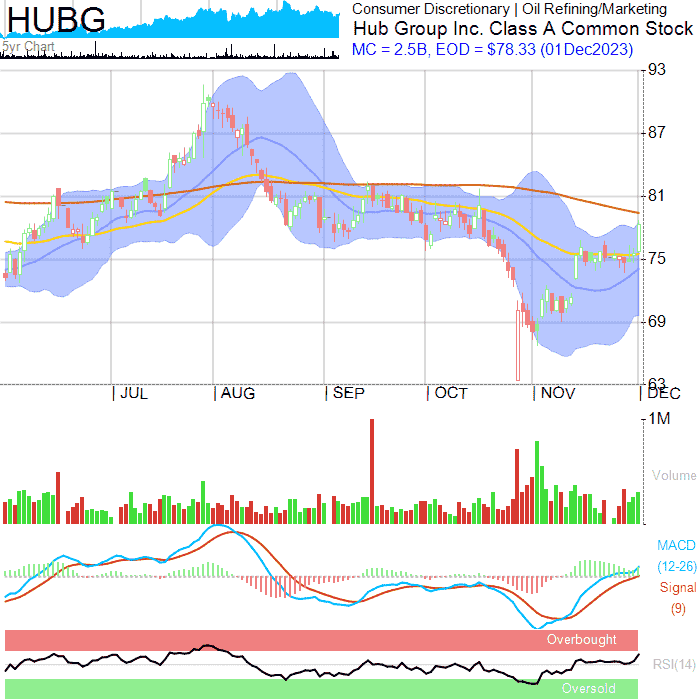 HUBG
5yr Chart
Consumer Discretionary | Oil Refining/Marketing
Hub Group Inc. Class A Common Stock
MC = 2.5B, EOD = $78.33 (01Dec2023)
93
87
81
75
69
63
JUL AUG SEP OCT NOV DEC
1M
Volume
MACD
(12-26)
Signal
(9)
Overbought
RSI(14)
Oversold